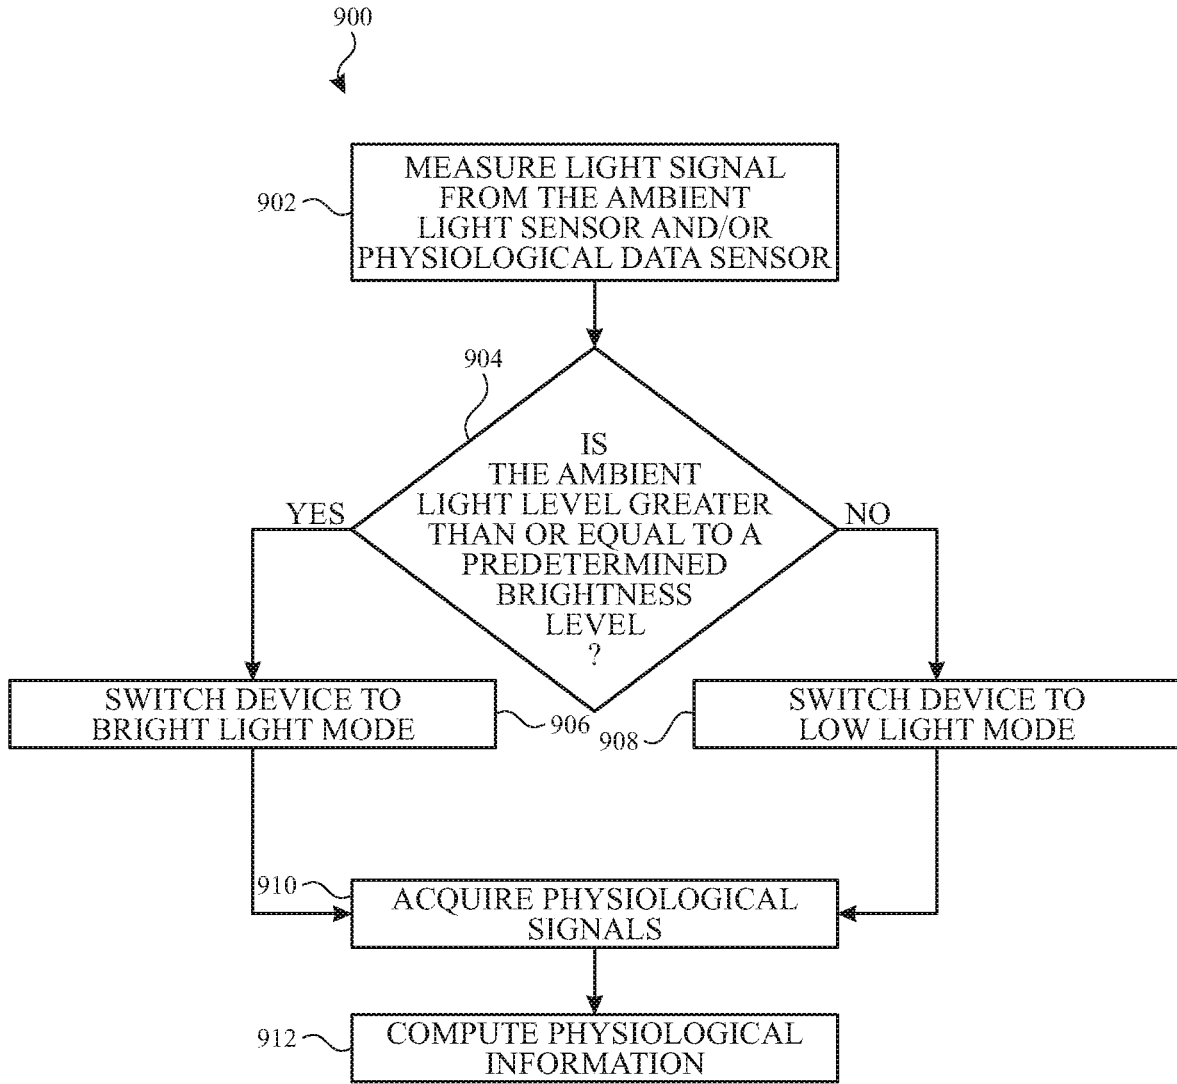 900
MEASURE LIGHT SIGNAL
FROM THE AMBIENT
LIGHT SENSOR AND/OR
PHYSIOLOGICAL DATA SENSOR
902
904
IS
THE AMBIENT
LIGHT LEVEL GREATER
THAN OR EQUAL TO A
PREDETERMINED
BRIGHTNESS
LEVEL
?
YES
NO
SWITCH DEVICE TO
BRIGHT LIGHT MODE
906
908
SWITCH DEVICE TO
LOW LIGHT MODE
910
ACQUIRE PHYSIOLOGICAL
SIGNALS
912
COMPUTE PHYSIOLOGICAL
INFORMATION